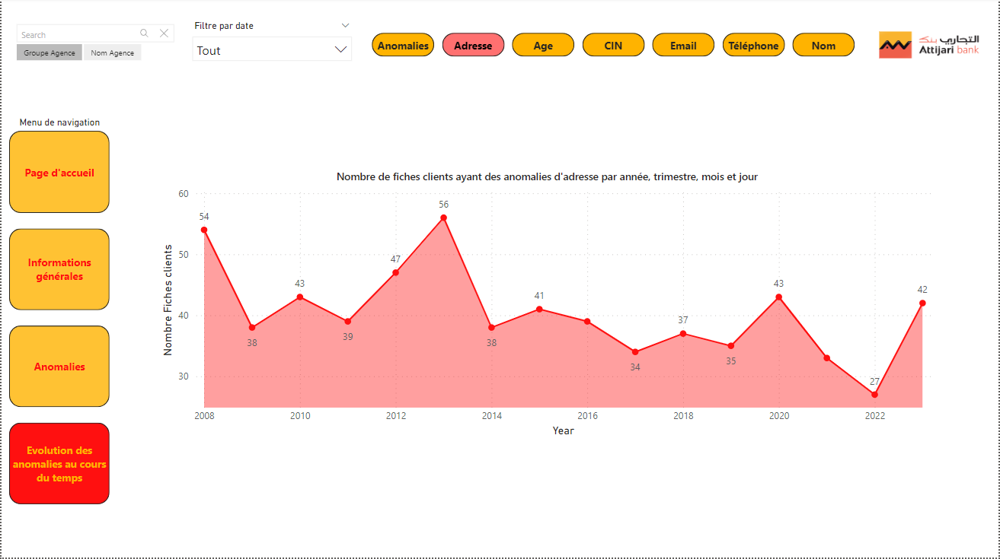 Search
Groupe Agence
Nom Agence
Filtre par date
Tout
Anomalies
Adresse
Age
CIN
Email
Téléphone
Nom
التجاري بنك
Attijari bank
Menu de navigation
Page d'accueil
Informations
générales
Anomalies
Evolution des
anomalies au cours
du temps
Nombre de fiches clients ayant des anomalies d'adresse par année, trimestre, mois et jour
Nombre Fiches clients
60
50
40
30
54
38
43
39
47
56
38
41
34
37
35
43
27
42
2008
2010
2012
2014
2016
2018
2020
2022
Year